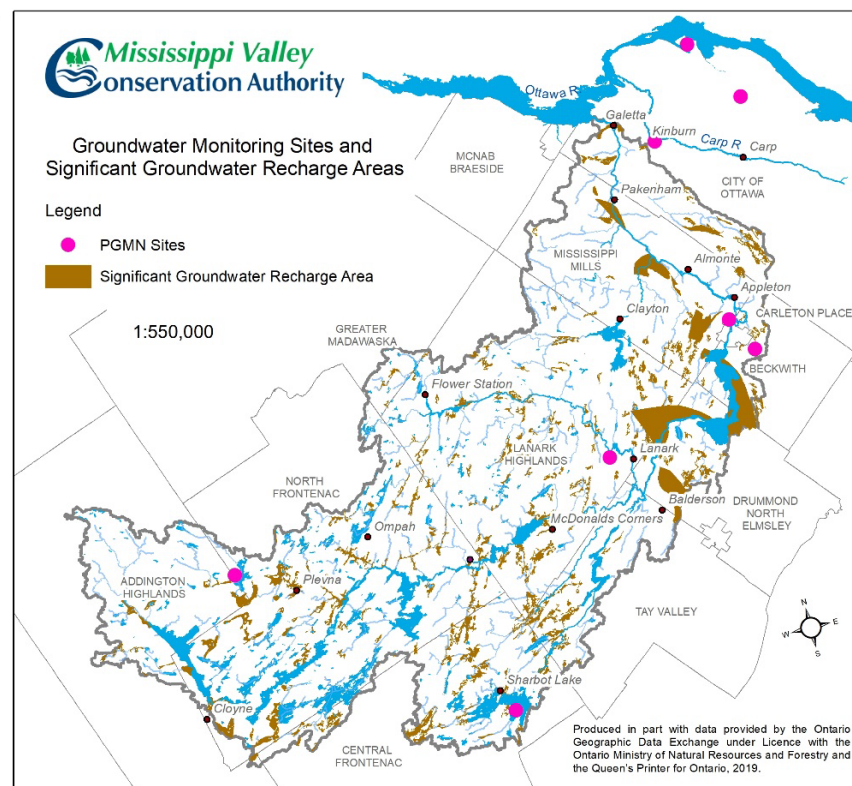 Mississippi Valley
Conservation Authority
Groundwater Monitoring Sites and
Significant Groundwater Recharge Areas
Legend
PGMN Sites
Significant Groundwater Recharge Area
1:550,000
Ottawa R
Galetta
Kinburn
Carp R
Carp
MCNAB
BRAESIDE
CITY OF
OTTAWA
Pakenham
MISSISSIPPI
MILLS
Almonte
Appleton
Clayton
CARLETON PLACE
GREATER
MADAWASKA
BECKWITH
Flower Station
LANARK
HIGHLANDS
Lanark
NORTH
FRONTENAC
Balderson
DRUMMOND
NORTH
ELMSLEY
Ompah
McDonalds Corners
ADDINGTON
HIGHLANDS
Plevna
TAY VALLEY
N
W
E
S
Sharbot Lake
Cloyne
CENTRAL
FRONTENAC
Produced in part with data provided by the Ontario
Geographic Data Exchange under Licence with the
Ontario Ministry of Natural Resources and Forestry and
the Queen's Printer for Ontario, 2019.